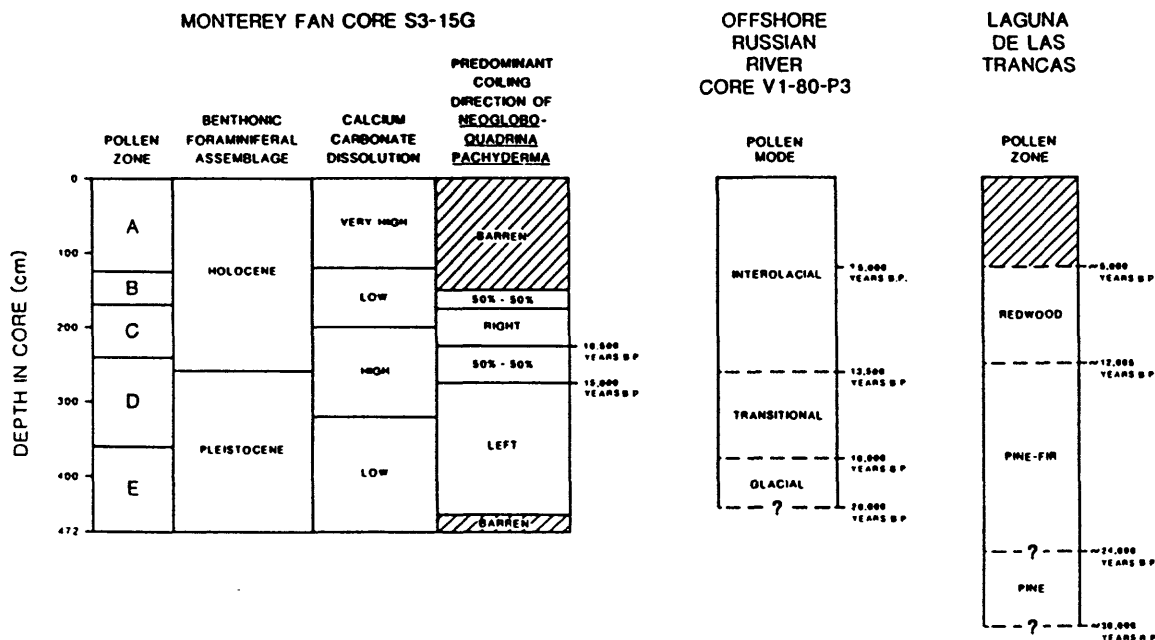 MONTEREY FAN CORE S3-15G
OFFSHORE
RUSSIAN
RIVER
CORE V1-80-P3
LAGUNA
DE LAS
TRANCAS
POLLEN
ZONE
BENTHONIC
FORAMINIFERAL
ASSEMBLAGE
CALCIUM
CARBONATE
DISSOLUTION
PREDOMINANT
COILING
DIRECTION OF
NEOGLOBO-
QUADRINA
PACHYDERMA
POLLEN
MODE
POLLEN
ZONE
DEPTH IN CORE (cm)
0
100
200
300
400
472
A
B
C
D
E
HOLOCENE
PLEISTOCENE
VERY HIGH
LOW
HIGH
LOW
BARREN
50% - 50%
RIGHT
50% - 50%
LEFT
BARREN
10,500
YEARS B.P
15,000
YEARS B.P
INTERGLACIAL
TRANSITIONAL
GLACIAL
?
YEARS B.P.
13,500
YEARS B.P
YEARS B.P
20,000
YEARS B.P
REDWOOD
PINE-FIR
?
PINE
?
~5,000
YEARS B.P
YEARS B.P
~24,000
YEARS B.P
~30,000
YEARS B.P